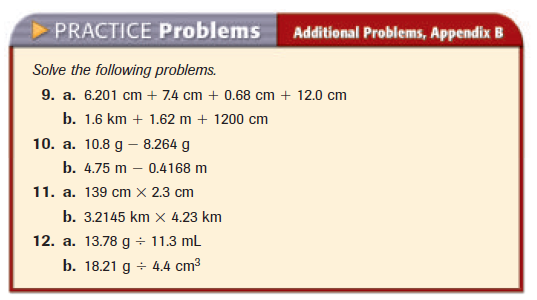 PRACTICE Problems Additional Problems, Appendix B
Solve the following problems.
9. a. 6.201 cm + 7.4 cm + 0.68 cm + 12.0 cm
b. 1.6 km + 1.62 m + 1200 cm
10. a. 10.8 g − 8.264 g
b. 4.75 m − 0.4168 m
11. a. 139 cm × 2.3 cm
b. 3.2145 km × 4.23 km
12. a. 13.78 g ÷ 11.3 mL
b. 18.21 g ÷ 4.4 cm³